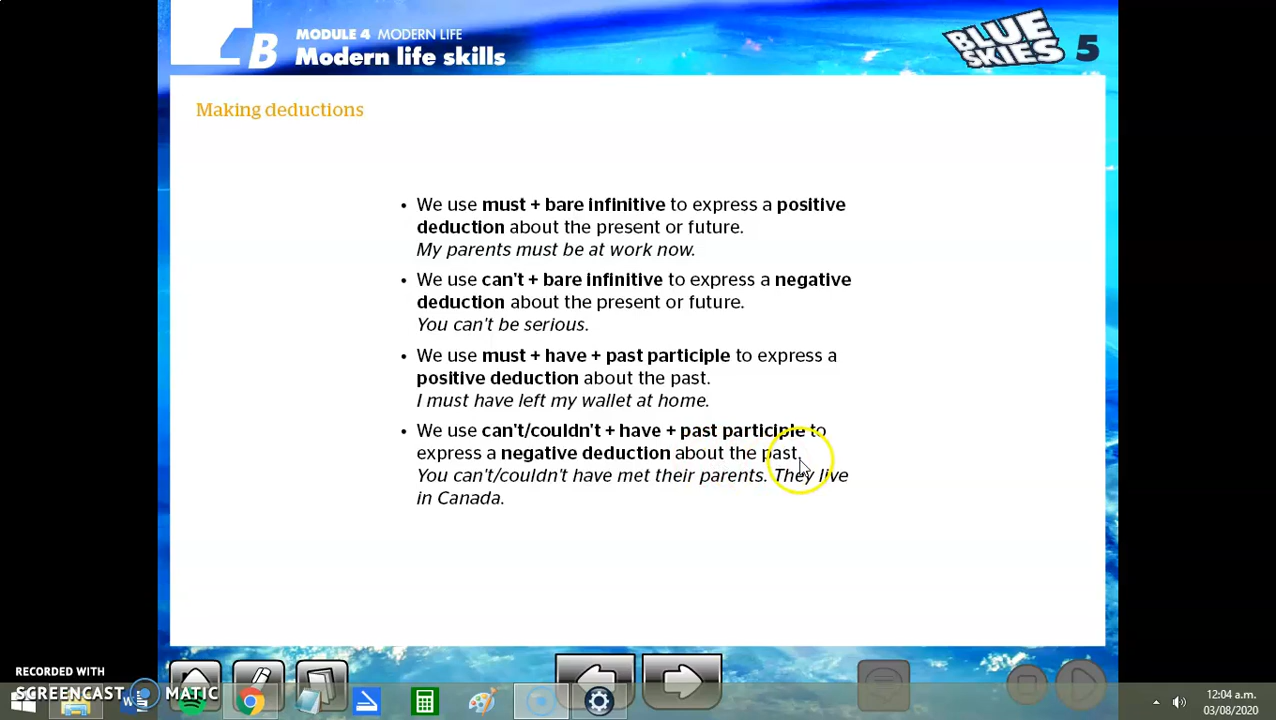 MODULE 4 MODERN LIFE
4B
Modern life skills
BLUE
SKIES 5
Making deductions
• We use must + bare infinitive to express a positive
deduction about the present or future.
My parents must be at work now.
• We use can't + bare infinitive to express a negative
deduction about the present or future.
You can't be serious.
• We use must + have + past participle to express a
positive deduction about the past.
I must have left my wallet at home.
• We use can't/couldn't + have + past participle to
express a negative deduction about the past.
You can't/couldn't have met their parents. They live
in Canada.
RECORDED WITH
SCREENCAST MATIC
12:04 a.m.
03/08/2020